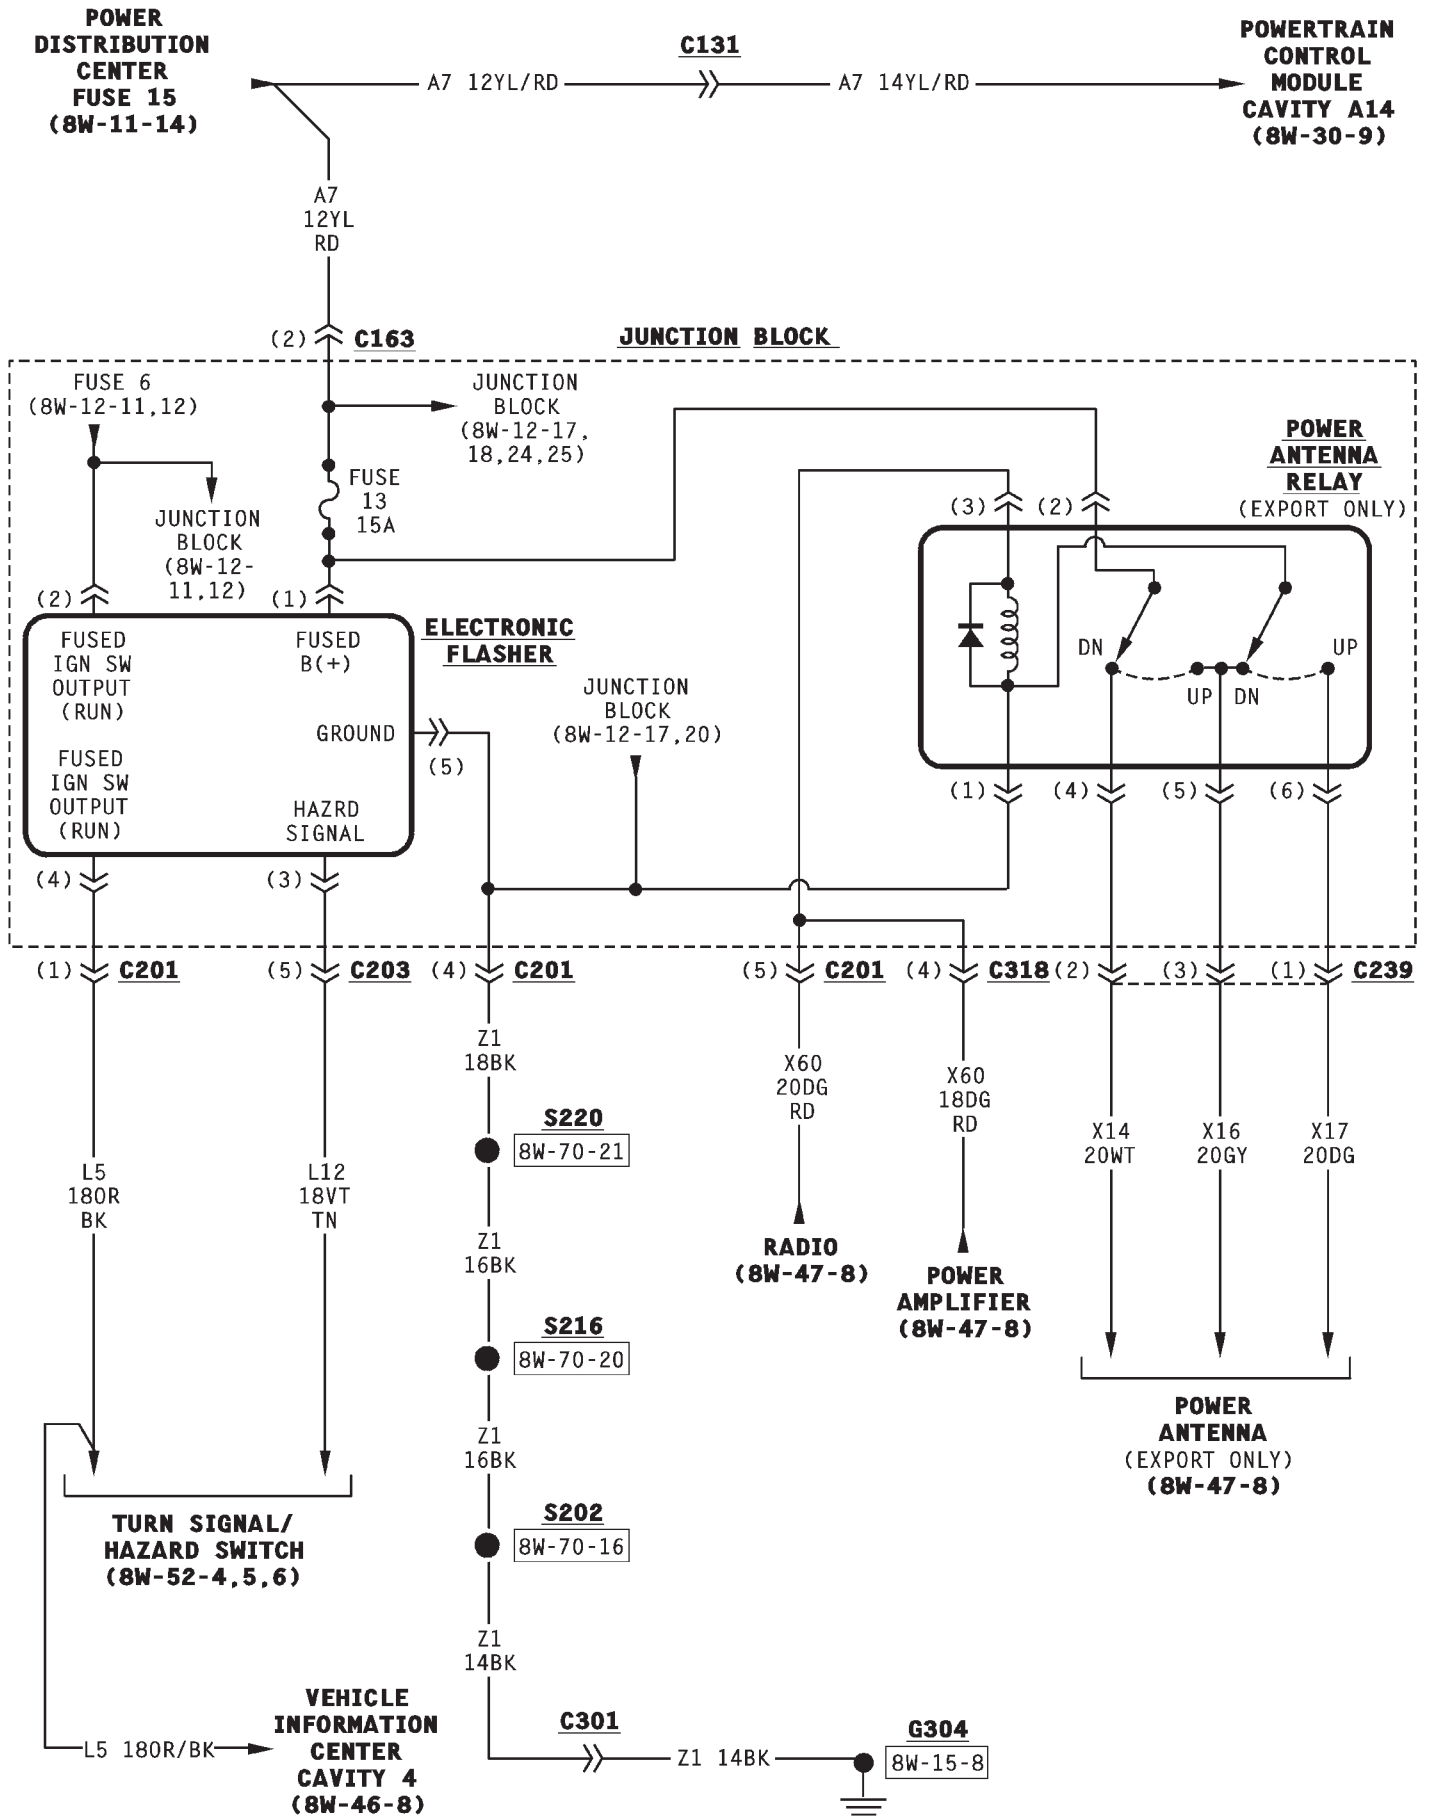 POWER
DISTRIBUTION
CENTER
FUSE 15
(8W-11-14)
A7 12YL/RD
C131
A7 14YL/RD
POWERTRAIN
CONTROL
MODULE
CAVITY A14
(8W-30-9)
A7
12YL
RD
(2)
C163
JUNCTION BLOCK
FUSE 6
(8W-12-11,12)
JUNCTION
BLOCK
(8W-12-
11,12)
JUNCTION
BLOCK
(8W-12-17,
18,24,25)
FUSE
13
15A
POWER
ANTENNA
RELAY
(EXPORT ONLY)
(3)
(2)
(2)
(1)
ELECTRONIC
FLASHER
FUSED
IGN SW
OUTPUT
(RUN)
FUSED
B(+)
GROUND
(5)
FUSED
IGN SW
OUTPUT
(RUN)
HAZRD
SIGNAL
JUNCTION
BLOCK
(8W-12-17,20)
DN
UP
UP
DN
(1)
(4)
(5)
(6)
(4)
(3)
(1)
C201
(5)
C203
(4)
C201
(5)
C201
(4)
C318
(2)
(3)
(1)
C239
Z1
18BK
X60
20DG
RD
X60
18DG
RD
X14
20WT
X16
20GY
X17
20DG
S220
8W-70-21
L5
18OR
BK
L12
18VT
TN
Z1
16BK
RADIO
(8W-47-8)
POWER
AMPLIFIER
(8W-47-8)
S216
8W-70-20
POWER
ANTENNA
(EXPORT ONLY)
(8W-47-8)
Z1
16BK
TURN SIGNAL/
HAZARD SWITCH
(8W-52-4,5,6)
S202
8W-70-16
Z1
14BK
L5 18OR/BK
VEHICLE
INFORMATION
CENTER
CAVITY 4
(8W-46-8)
C301
Z1 14BK
G304
8W-15-8